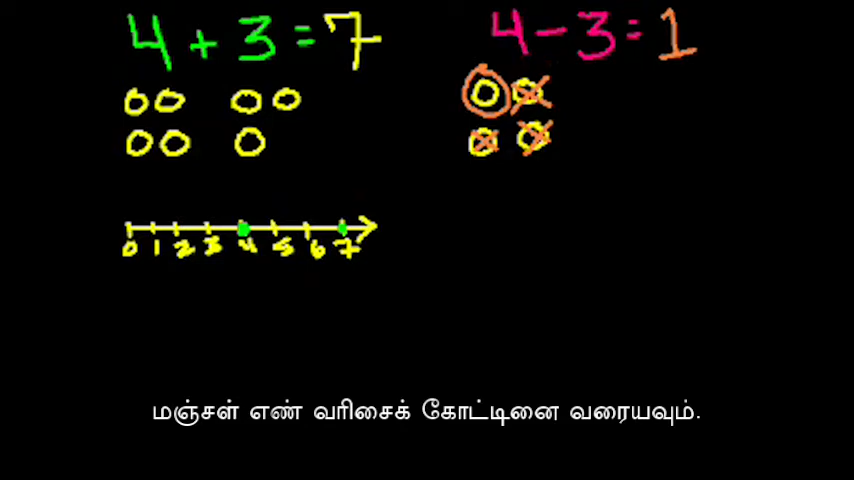 4 + 3 = 7
4 - 3 = 1
0 1 2 3 4 5 6 7
மஞ்சள் எண் வரிசைக் கோட்டினை வரையவும்.